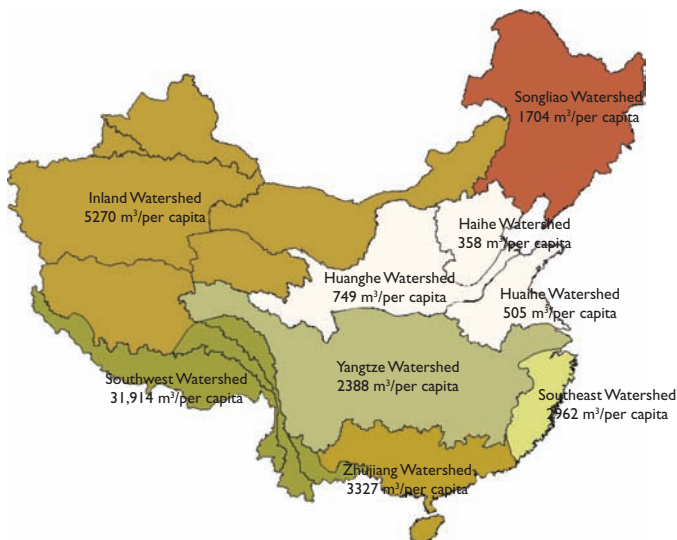 Songliao Watershed
1704 m³/per capita
Inland Watershed
5270 m³/per capita
Haihe Watershed
358 m³/per capita
Huanghe Watershed
749 m³/per capita
Huaihe Watershed
505 m³/per capita
Yangtze Watershed
2388 m³/per capita
Southwest Watershed
31,914 m³/per capita
Southeast Watershed
2962 m³/per capita
Zhujiang Watershed
3327 m³/per capita